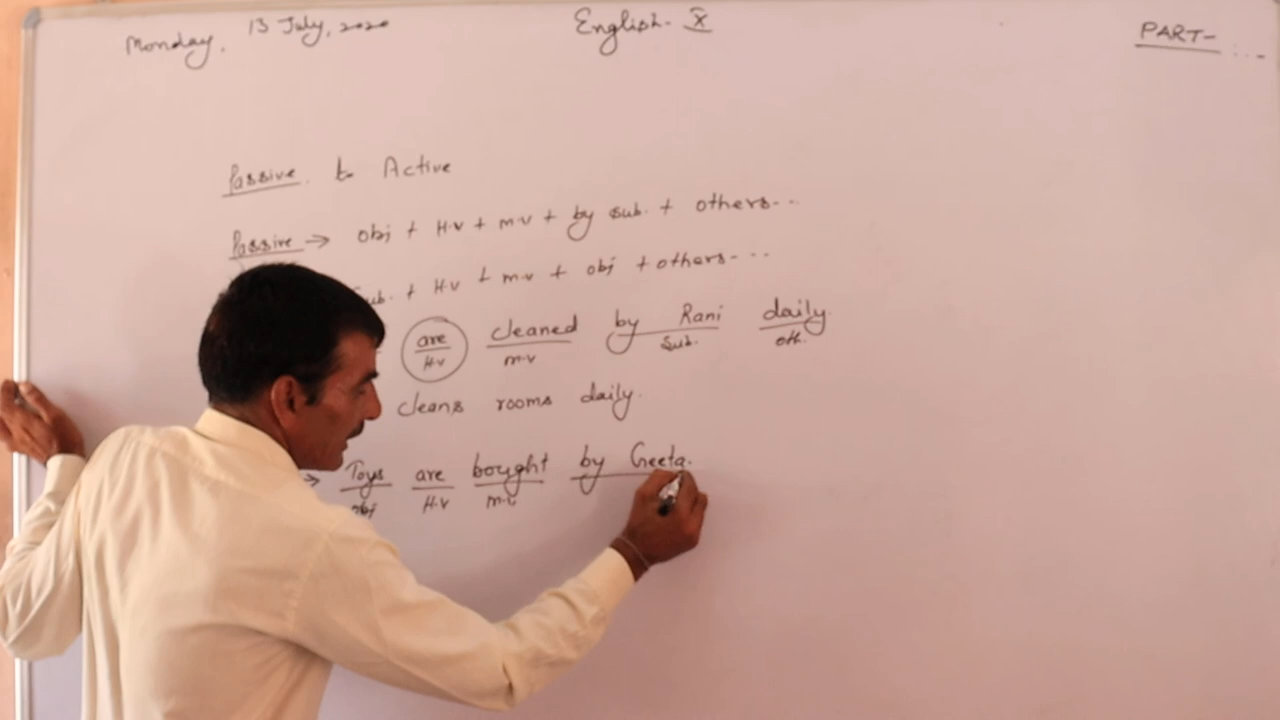 Monday, 13 July, 2020
English - X
PART-
Passive to Active
Passive → obj + H.v + m.v + by sub. + others...
Sub. + H.v + m.v + obj + others-...
are cleaned by Rani daily.
H.v m.v Sub. oth.
cleans rooms daily.
→ Toys are bought by Geeta.
obj H.v m.v